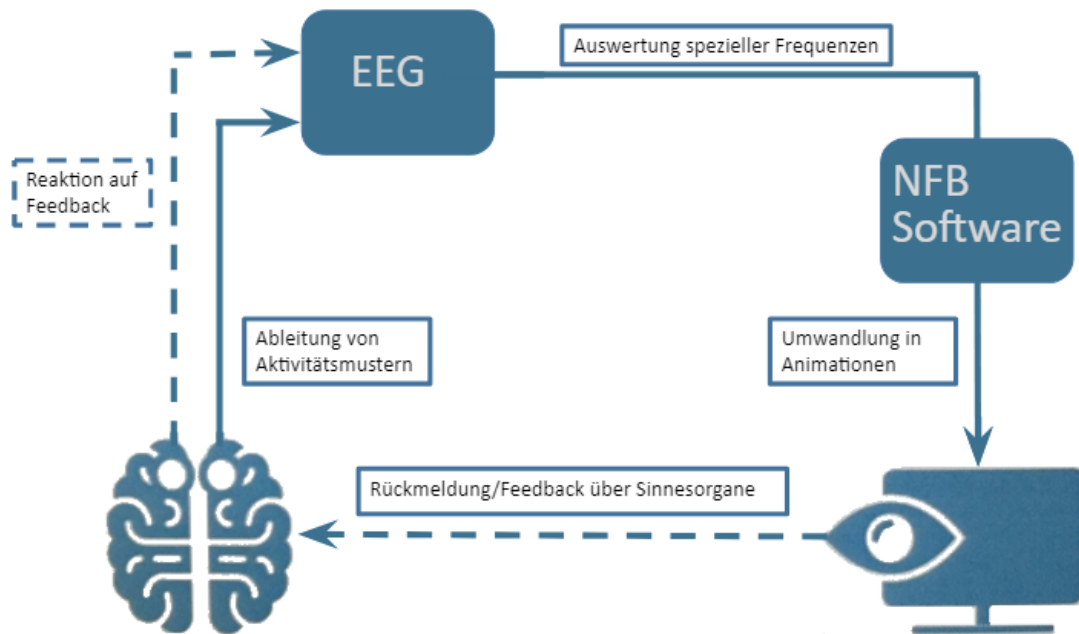 Auswertung spezieller Frequenzen
EEG
NFB
Software
Reaktion auf
Feedback
Ableitung von
Aktivitätsmustern
Umwandlung in
Animationen
Rückmeldung/Feedback über Sinnesorgane